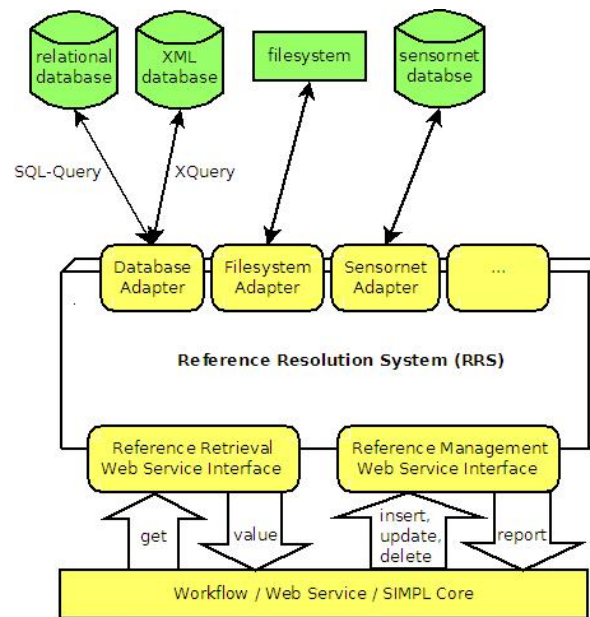 relational
database
XML
database
filesystem
sensornet
databse
SQL-Query
XQuery
Database
Adapter
Filesystem
Adapter
Sensornet
Adapter
...
Reference Resolution System (RRS)
Reference Retrieval
Web Service Interface
Reference Management
Web Service Interface
get
value
insert,
update,
delete
report
Workflow / Web Service / SIMPL Core